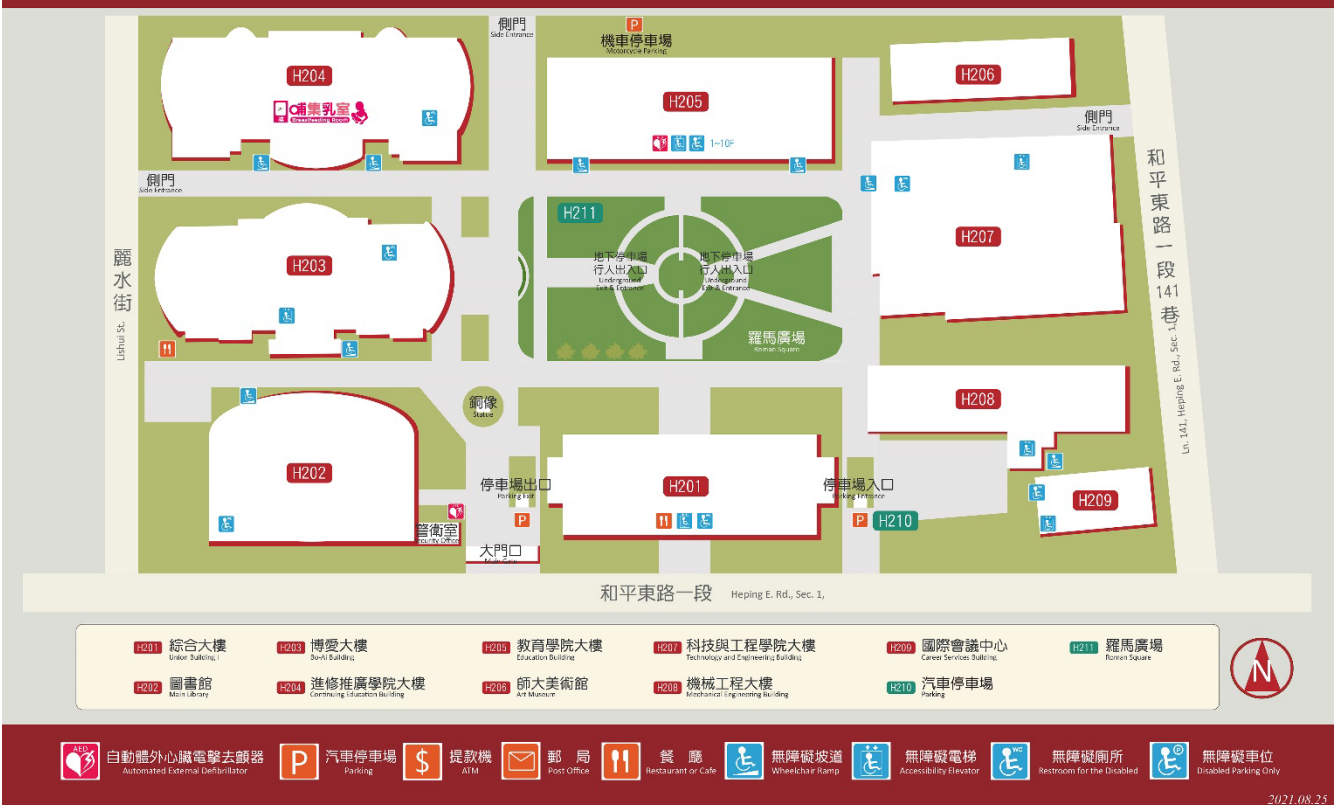 側門
Side Entrance
P
機車停車場
Motorcycle Parking
H204
哺集乳室
Breastfeeding Room
H205
1~10F
H206
側門
Side Entrance
側門
Side Entrance
H211
H203
地下停車場
行人出入口
Underground
Exit & Entrance
地下停車場
行人出入口
Underground
Exit & Entrance
H207
羅馬廣場
Roman Square
麗水街
Lishui St.
和平東路一段141巷
Ln. 141, Heping E. Rd., Sec. 1,
銅像
Statue
H208
H202
停車場出口
Parking Exit
P
H201
停車場入口
Parking Entrance
P
H210
H209
警衛室
Security Office
大門口
Main Gate
和平東路一段 Heping E. Rd., Sec. 1,
H201 綜合大樓
Union Building I
H203 博愛大樓
Bo-Ai Building
H205 教育學院大樓
Education Building
H207 科技與工程學院大樓
Technology and Engineering Building
H209 國際會議中心
Career Services Building
H211 羅馬廣場
Roman Square
H202 圖書館
Main Library
H204 進修推廣學院大樓
Continuing Education Building
H206 師大美術館
Art Museum
H208 機械工程大樓
Mechanical Engineering Building
H210 汽車停車場
Parking
N
AED
自動體外心臟電擊去顫器
Automated External Defibrillator
P
汽車停車場
Parking
$
提款機
ATM
郵局
Post Office
餐廳
Restaurant or Cafe
無障礙坡道
Wheelchair Ramp
無障礙電梯
Accessibility Elevator
WC
無障礙廁所
Restroom for the Disabled
P
無障礙車位
Disabled Parking Only
2021.08.25